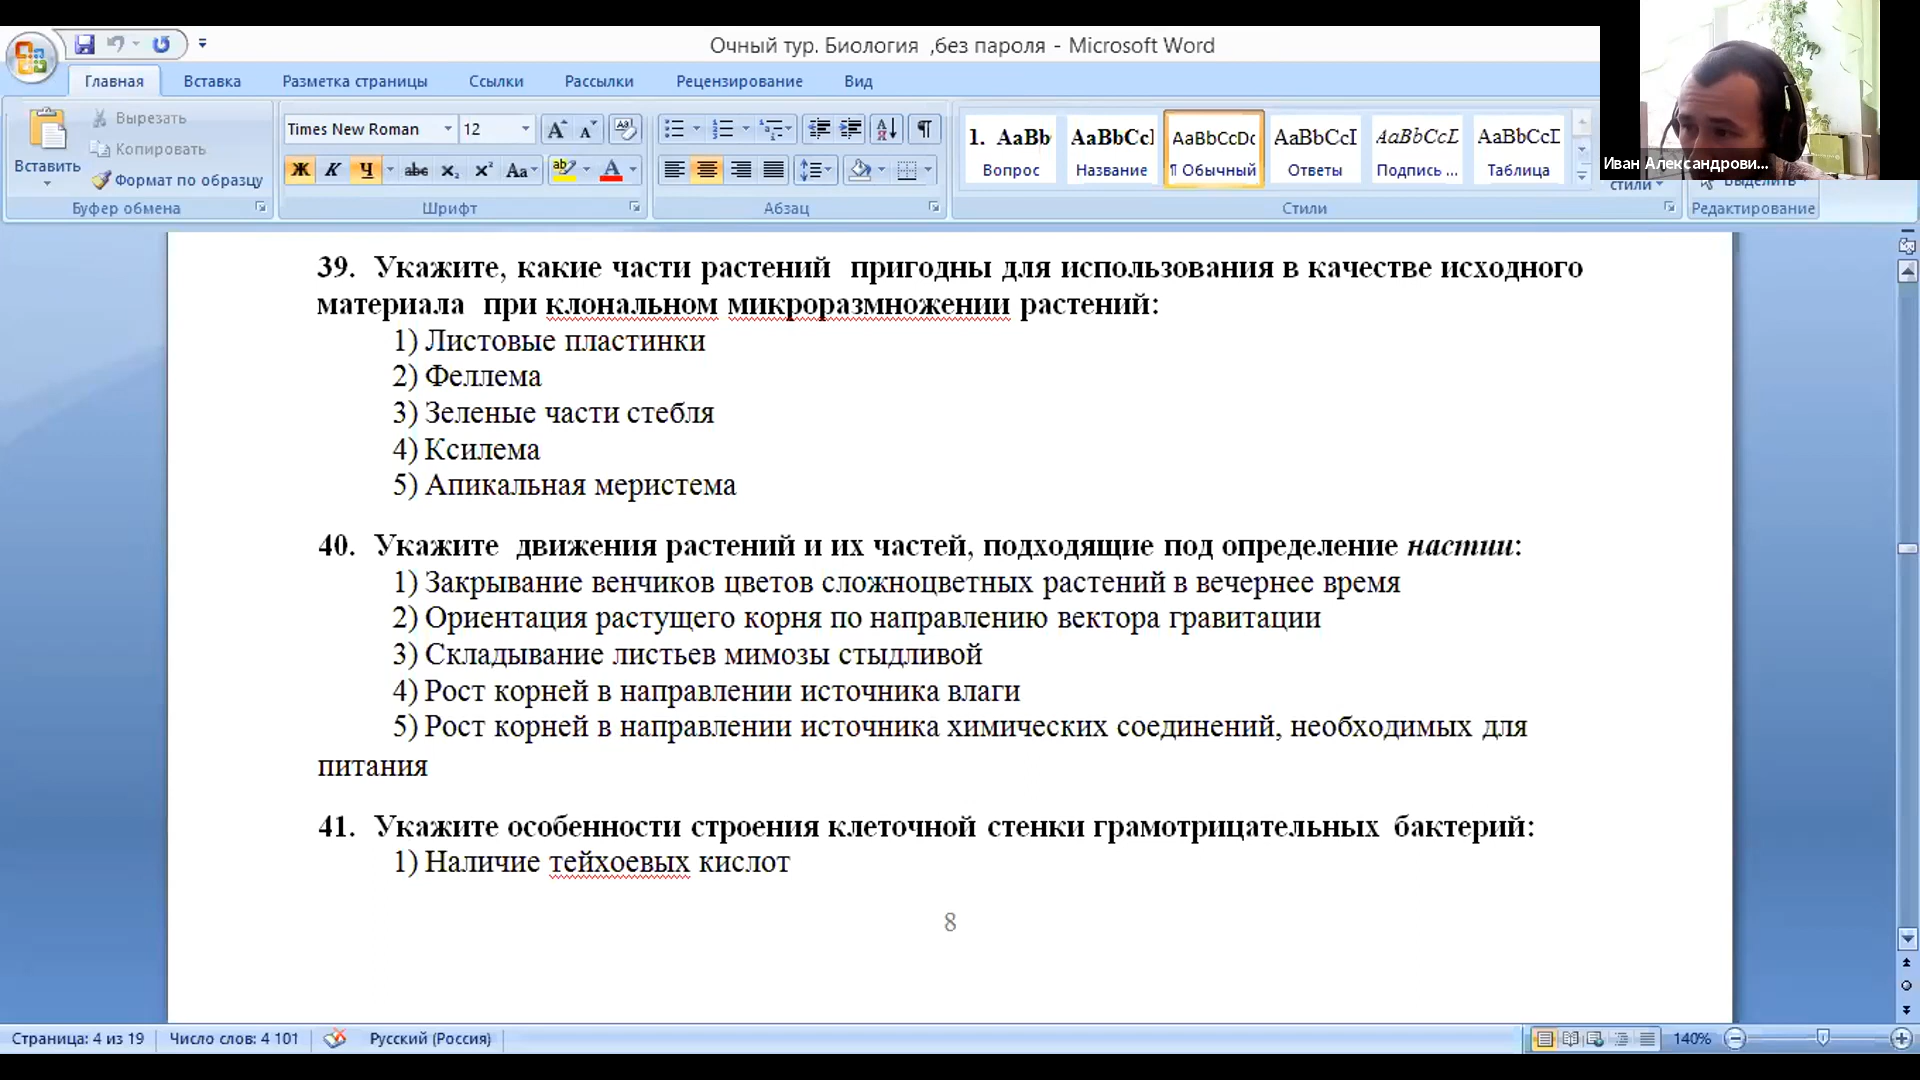 Очный тур. Биология ,без пароля - Microsoft Word
Главная Вставка Разметка страницы Ссылки Рассылки Рецензирование Вид
Вставить
Вырезать
Копировать
Формат по образцу
Буфер обмена
Times New Roman 12
Ж К Ч abc x₂ x² Aa
Шрифт
Абзац
1. AaBb AaBbCcI AaBbCcDc AaBbCcI AaBbCcL AaBbCcI
Вопрос Название ¶ Обычный Ответы Подпись ... Таблица
Стили
стили
Выделить
Редактирование
Иван Александрови...
39. Укажите, какие части растений пригодны для использования в качестве исходного
материала при клональном микроразмножении растений:
1) Листовые пластинки
2) Феллема
3) Зеленые части стебля
4) Ксилема
5) Апикальная меристема
40. Укажите движения растений и их частей, подходящие под определение настии:
1) Закрывание венчиков цветов сложноцветных растений в вечернее время
2) Ориентация растущего корня по направлению вектора гравитации
3) Складывание листьев мимозы стыдливой
4) Рост корней в направлении источника влаги
5) Рост корней в направлении источника химических соединений, необходимых для
питания
41. Укажите особенности строения клеточной стенки грамотрицательных бактерий:
1) Наличие тейхоевых кислот
8
Страница: 4 из 19 Число слов: 4 101 Русский (Россия) 140%